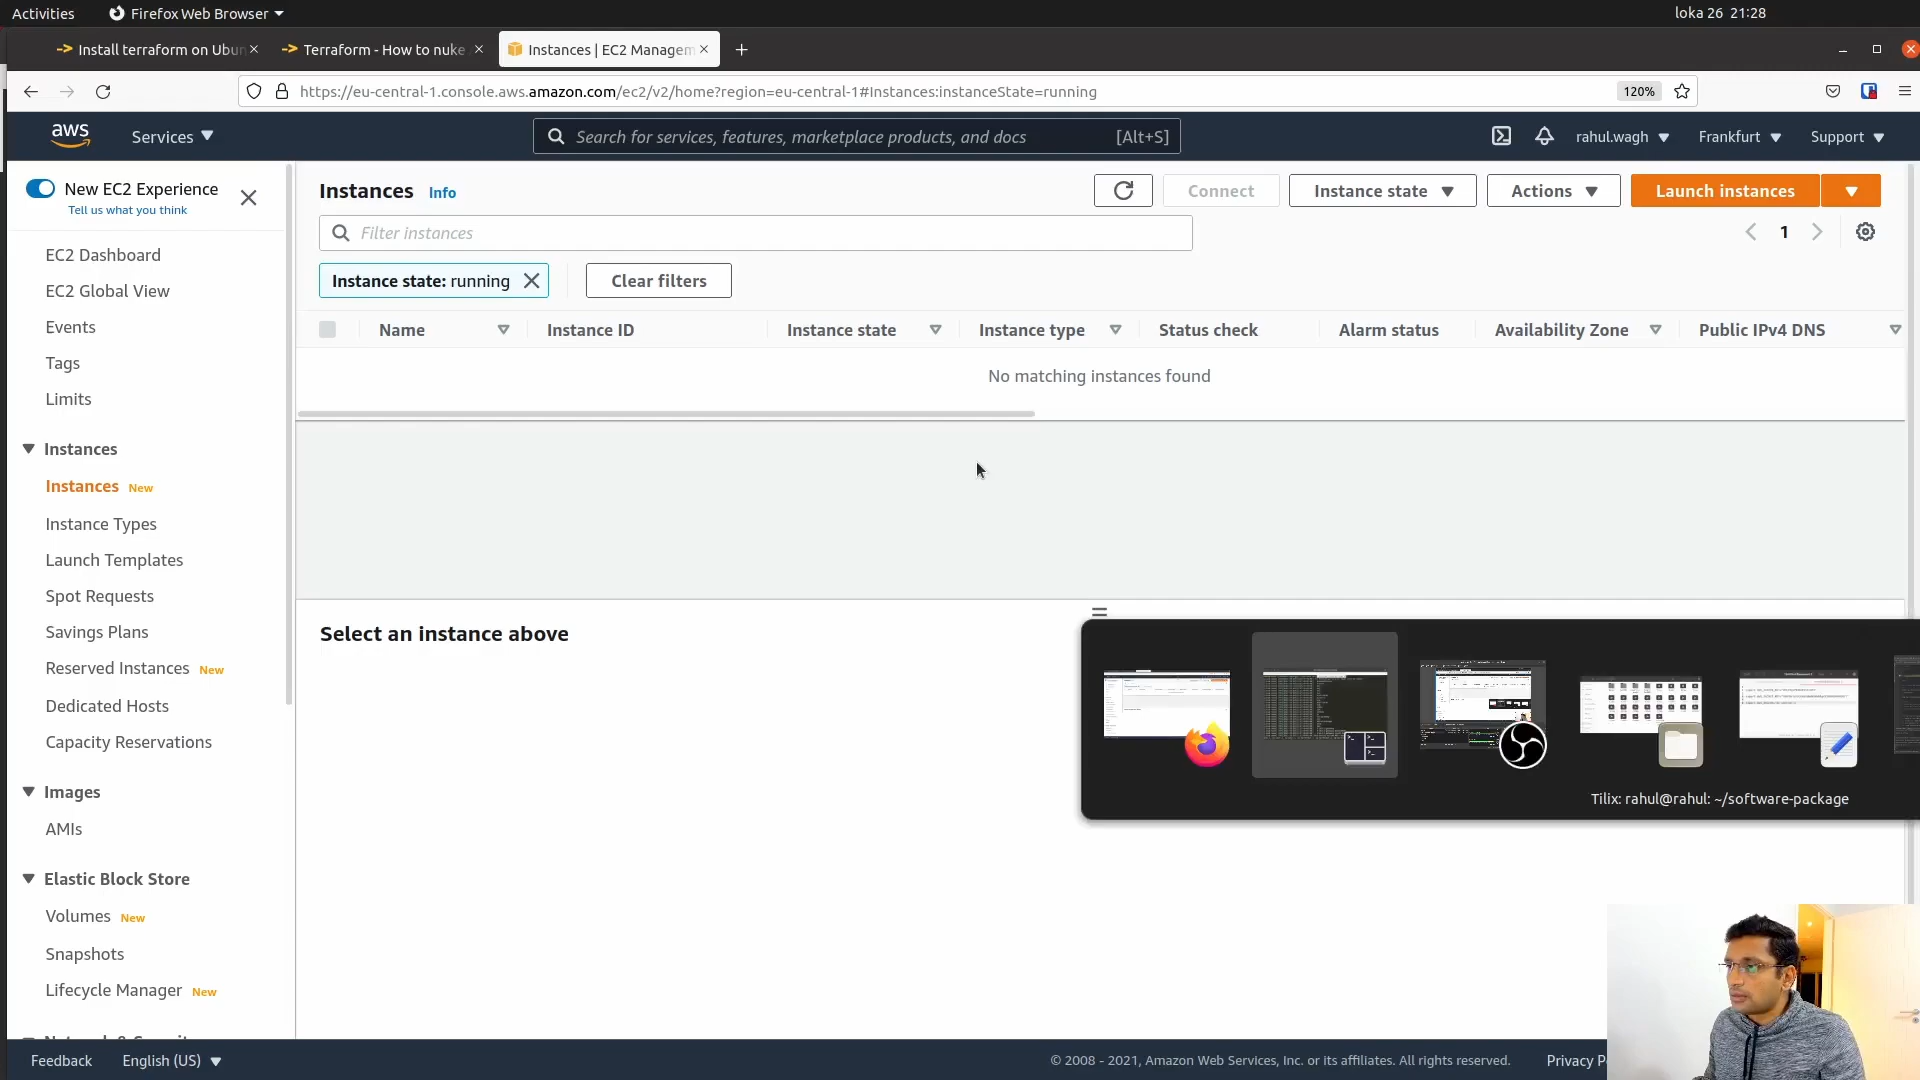 Activities
Firefox Web Browser
loka 26 21:28
Install terraform on Ubun
Terraform - How to nuke
Instances | EC2 Managem
https://eu-central-1.console.aws.amazon.com/ec2/v2/home?region=eu-central-1#Instances:instanceState=running
120%
aws
Services
Search for services, features, marketplace products, and docs
[Alt+S]
rahul.wagh
Frankfurt
Support
New EC2 Experience
Tell us what you think
EC2 Dashboard
EC2 Global View
Events
Tags
Limits
Instances
Instances New
Instance Types
Launch Templates
Spot Requests
Savings Plans
Reserved Instances New
Dedicated Hosts
Capacity Reservations
Images
AMIs
Elastic Block Store
Volumes New
Snapshots
Lifecycle Manager New
Instances Info
Connect
Instance state
Actions
Launch instances
Filter instances
1
Instance state: running
Clear filters
Name
Instance ID
Instance state
Instance type
Status check
Alarm status
Availability Zone
Public IPv4 DNS
No matching instances found
Select an instance above
Tilix: rahul@rahul: ~/software-package
Feedback
English (US)
© 2008 - 2021, Amazon Web Services, Inc. or its affiliates. All rights reserved.
Privacy P